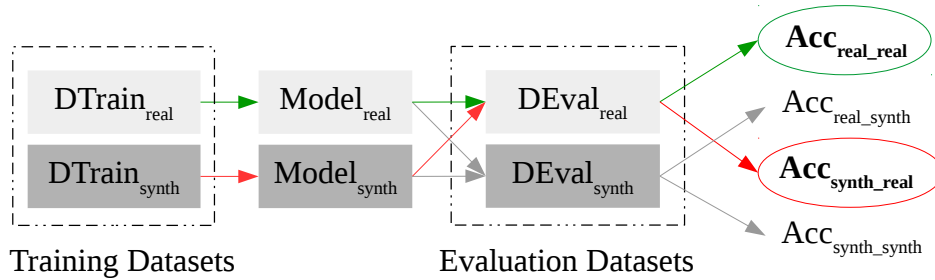 DTrain_real
Model_real
DEval_real
Acc_real_real
Acc_real_synth
DTrain_synth
Model_synth
DEval_synth
Acc_synth_real
Acc_synth_synth
Training Datasets
Evaluation Datasets